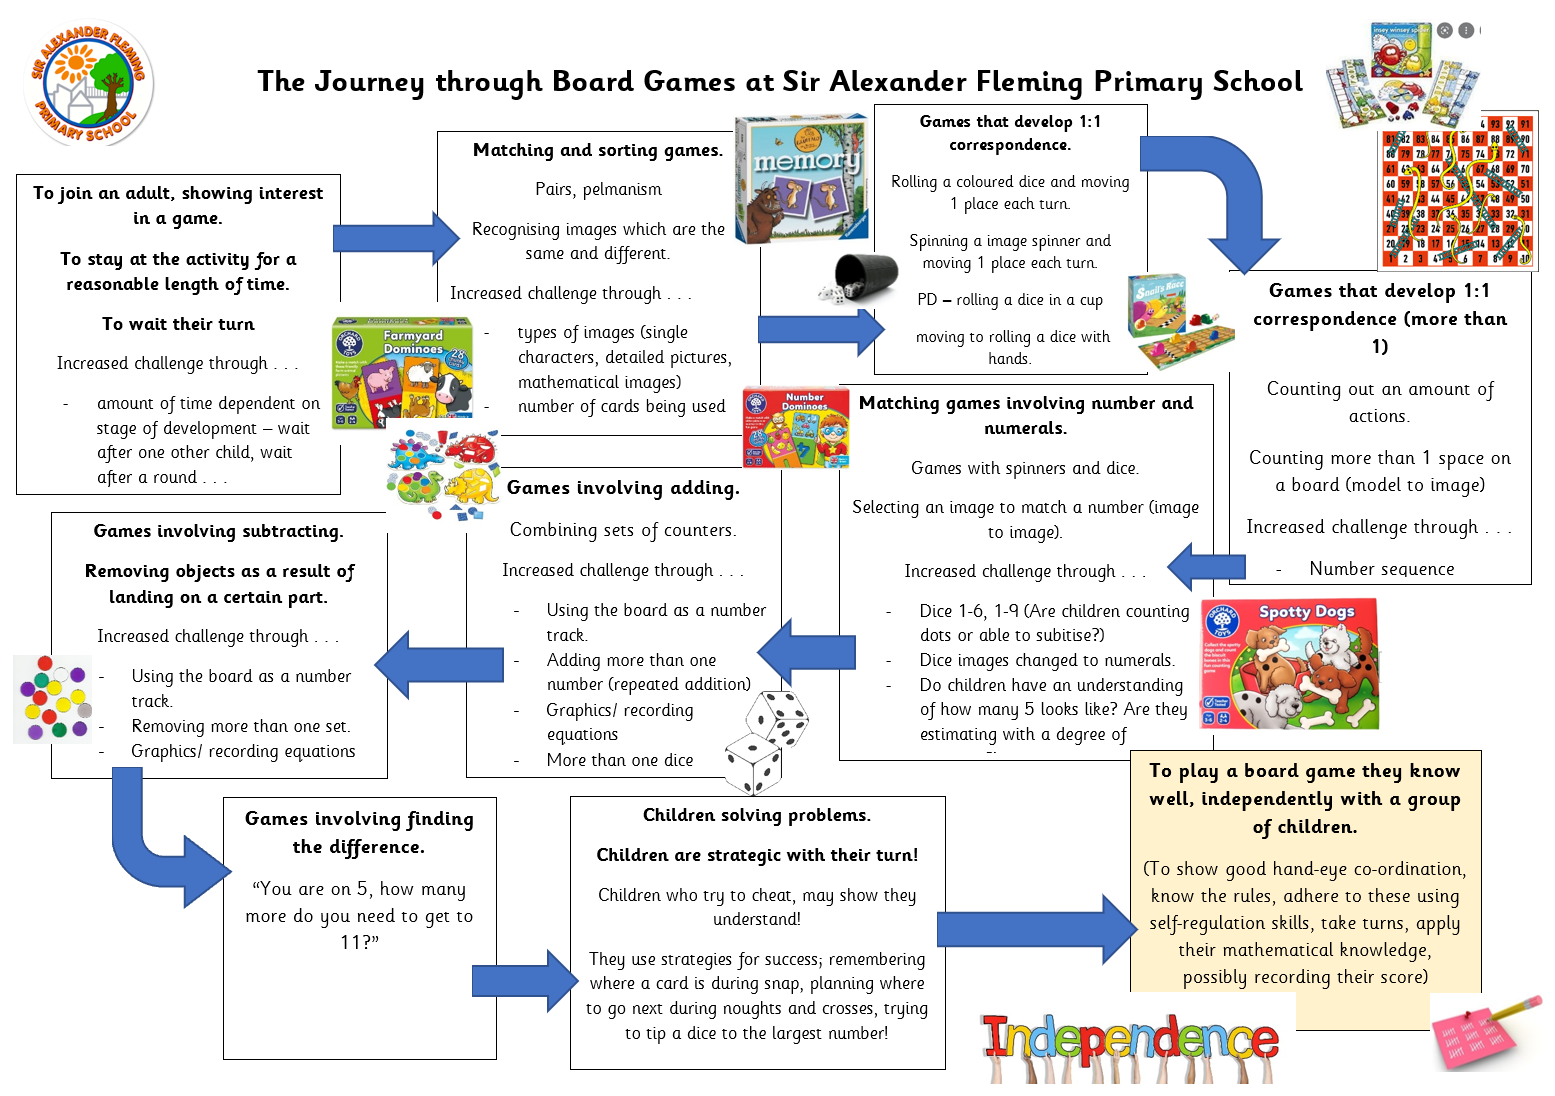 SIR ALEXANDER FLEMING
PRIMARY SCHOOL
The Journey through Board Games at Sir Alexander Fleming Primary School
To join an adult, showing interest
in a game.
To stay at the activity for a
reasonable length of time.
To wait their turn
Increased challenge through . . .
- amount of time dependent on
stage of development – wait
after one other child, wait
after a round . . .
Matching and sorting games.
Pairs, pelmanism
Recognising images which are the
same and different.
Increased challenge through . . .
- types of images (single
characters, detailed pictures,
mathematical images)
- number of cards being used
memory
Farmyard
Dominoes
Games that develop 1:1
correspondence.
Rolling a coloured dice and moving
1 place each turn.
Spinning a image spinner and
moving 1 place each turn.
PD – rolling a dice in a cup
moving to rolling a dice with
hands.
insey winsey spider
Snail's Race
Games that develop 1:1
correspondence (more than
1)
Counting out an amount of
actions.
Counting more than 1 space on
a board (model to image)
Increased challenge through . . .
- Number sequence
Number
Dominoes
Matching games involving number and
numerals.
Games with spinners and dice.
Selecting an image to match a number (image
to image).
Increased challenge through . . .
- Dice 1-6, 1-9 (Are children counting
dots or able to subitise?)
- Dice images changed to numerals.
- Do children have an understanding
of how many 5 looks like? Are they
estimating with a degree of
ORCHARD TOYS
Spotty Dogs
Games involving adding.
Combining sets of counters.
Increased challenge through . . .
- Using the board as a number
track.
- Adding more than one
number (repeated addition)
- Graphics/ recording
equations
- More than one dice
Games involving subtracting.
Removing objects as a result of
landing on a certain part.
Increased challenge through . . .
- Using the board as a number
track.
- Removing more than one set.
- Graphics/ recording equations
Games involving finding
the difference.
“You are on 5, how many
more do you need to get to
11?”
Children solving problems.
Children are strategic with their turn!
Children who try to cheat, may show they
understand!
They use strategies for success; remembering
where a card is during snap, planning where
to go next during noughts and crosses, trying
to tip a dice to the largest number!
To play a board game they know
well, independently with a group
of children.
(To show good hand-eye co-ordination,
know the rules, adhere to these using
self-regulation skills, take turns, apply
their mathematical knowledge,
possibly recording their score)
Independence